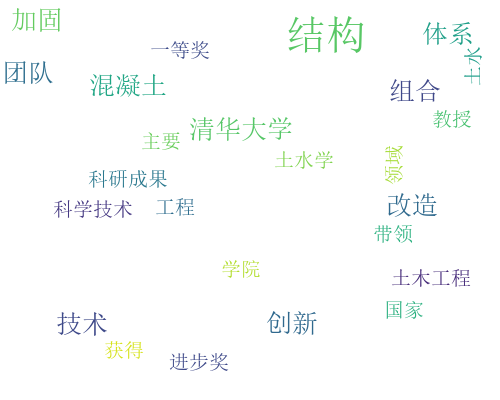 加固
结构
体系
一等奖
土水
团队
混凝土
组合
教授
清华大学
主要
土水学
领域
科研成果
科学技术
工程
改造
带领
学院
土木工程
国家
技术
创新
获得
进步奖